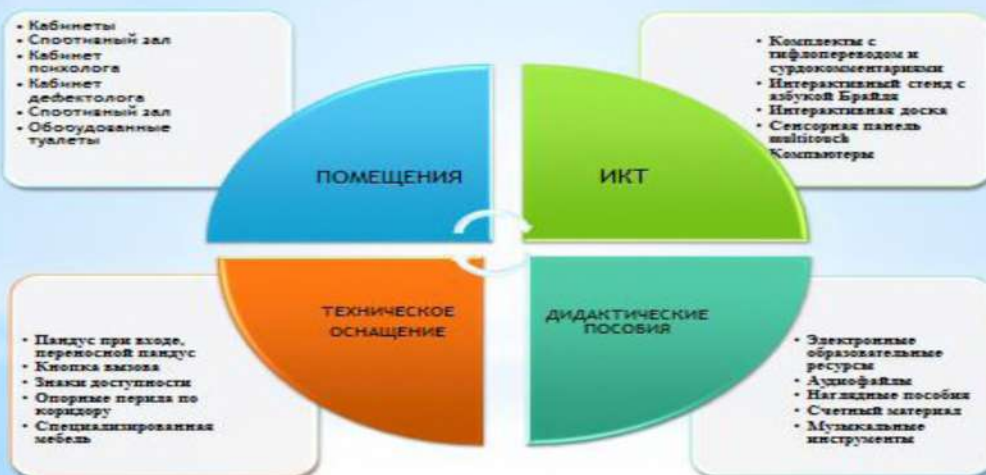 • Кабинеты
• Спортивный зал
• Кабинет
психолога
• Кабинет
дефектолога
• Спортивный зал
• Оборудованные
туалеты
• Комплекты с
тифлопереводом и
сурдокомментариями
• Интерактивный стенд с
азбукой Брайля
• Интерактивная доска
• Сенсорная панель
multitouch
• Компьютеры
ПОМЕЩЕНИЯ
ИКТ
ТЕХНИЧЕСКОЕ
ОСНАЩЕНИЕ
ДИДАКТИЧЕСКИЕ
ПОСОБИЯ
• Пандус при входе,
переносной пандус
• Кнопка вызова
• Знаки доступности
• Опорные перила по
коридору
• Специализированная
мебель
• Электронные
образовательные
ресурсы
• Аудиофайлы
• Наглядные пособия
• Счетный материал
• Музыкальные
инструменты